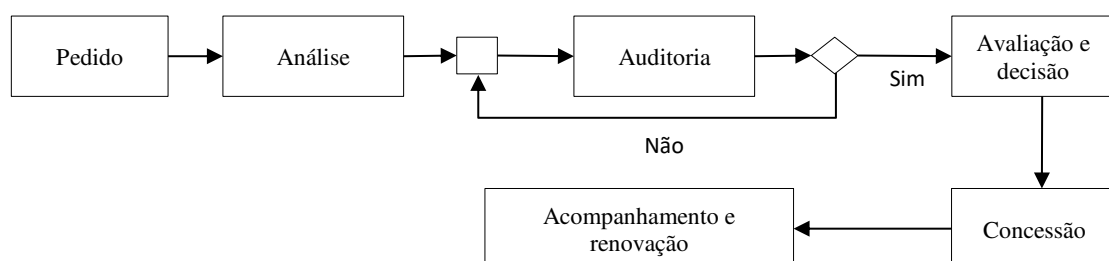 Pedido
Análise
Auditoria
Avaliação e
decisão
Sim
Não
Acompanhamento e
renovação
Concessão